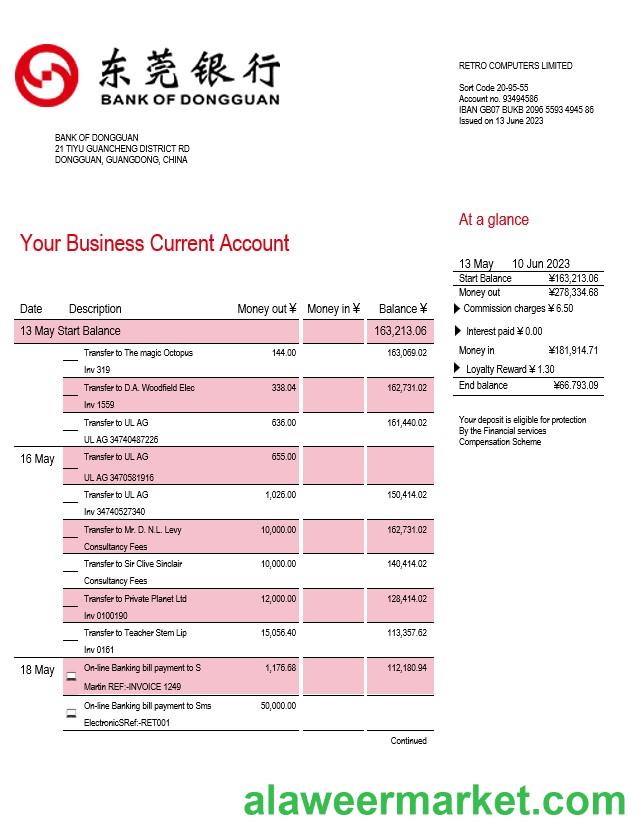 东莞银行
BANK OF DONGGUAN
RETRO COMPUTERS LIMITED
Sort Code 20-95-55
Account no. 93494586
IBAN GB07 BUKB 2096 5593 4945 86
Issued on 13 June 2023
BANK OF DONGGUAN
21 TIYU GUANCHENG DISTRICT RD
DONGGUAN, GUANGDONG, CHINA
At a glance
13 May 10 Jun 2023
Start Balance ¥163,213.06
Money out ¥278,334.68
Commission charges ¥ 6.50
Interest paid ¥ 0.00
Money in ¥181,914.71
Loyalty Reward ¥ 1.30
End balance ¥66.793.09
Your deposit is eligible for protection
By the Financial services
Compensation Scheme
Your Business Current Account
Date Description Money out ¥ Money in ¥ Balance ¥
13 May Start Balance 163,213.06
Transfer to The magic Octopus 144.00 163,069.02
Inv 319
Transfer to D.A. Woodfield Elec 338.04 162,731.02
Inv 1559
Transfer to UL AG 636.00 161,440.02
UL AG 34740487226
16 May Transfer to UL AG 655.00
UL AG 3470581916
Transfer to UL AG 1,026.00 150,414.02
Inv 34740527340
Transfer to Mr. D. N.L. Levy 10,000.00 162,731.02
Consultancy Fees
Transfer to Sir Clive Sinclair 10,000.00 140,414.02
Consultancy Fees
Transfer to Private Planet Ltd 12,000.00 128,414.02
Inv 0100190
Transfer to Teacher Stem Lip 15,056.40 113,357.62
Inv 0161
18 May On-line Banking bill payment to S 1,176.68 112,180.94
Martin REF:-INVOICE 1249
On-line Banking bill payment to Sms 50,000.00
ElectronicSRef:-RET001
Continued
alaweermarket.com